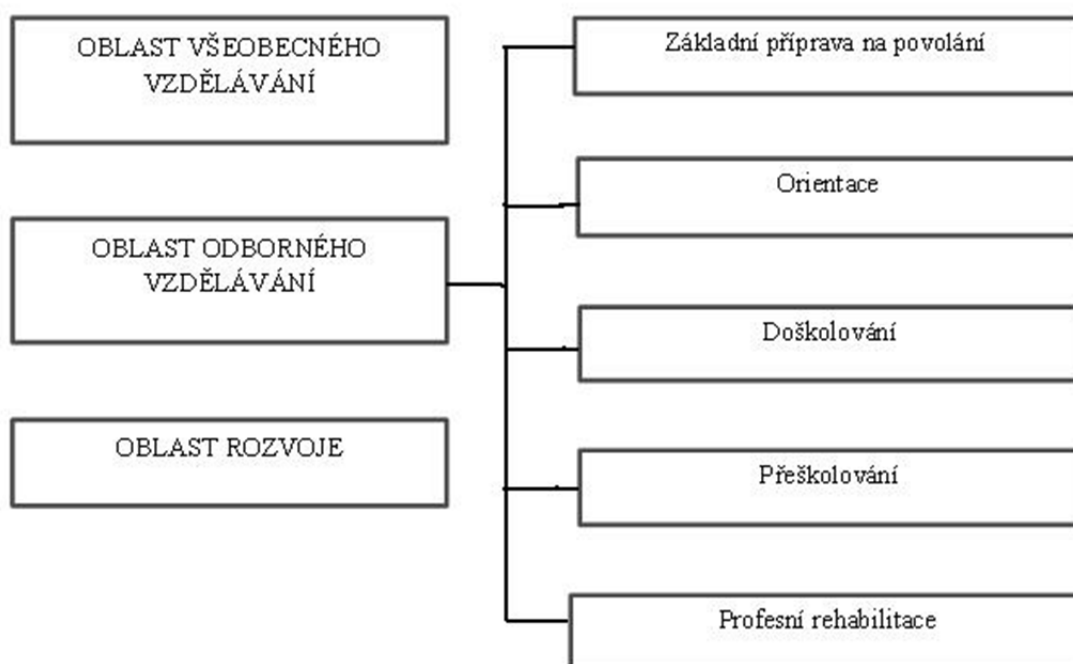 OBLAST VŠEOBECNÉHO
VZDĚLÁVÁNÍ
OBLAST ODBORNÉHO
VZDĚLÁVÁNÍ
OBLAST ROZVOJE
Základní příprava na povolání
Orientace
Doškolování
Přeškolování
Profesní rehabilitace